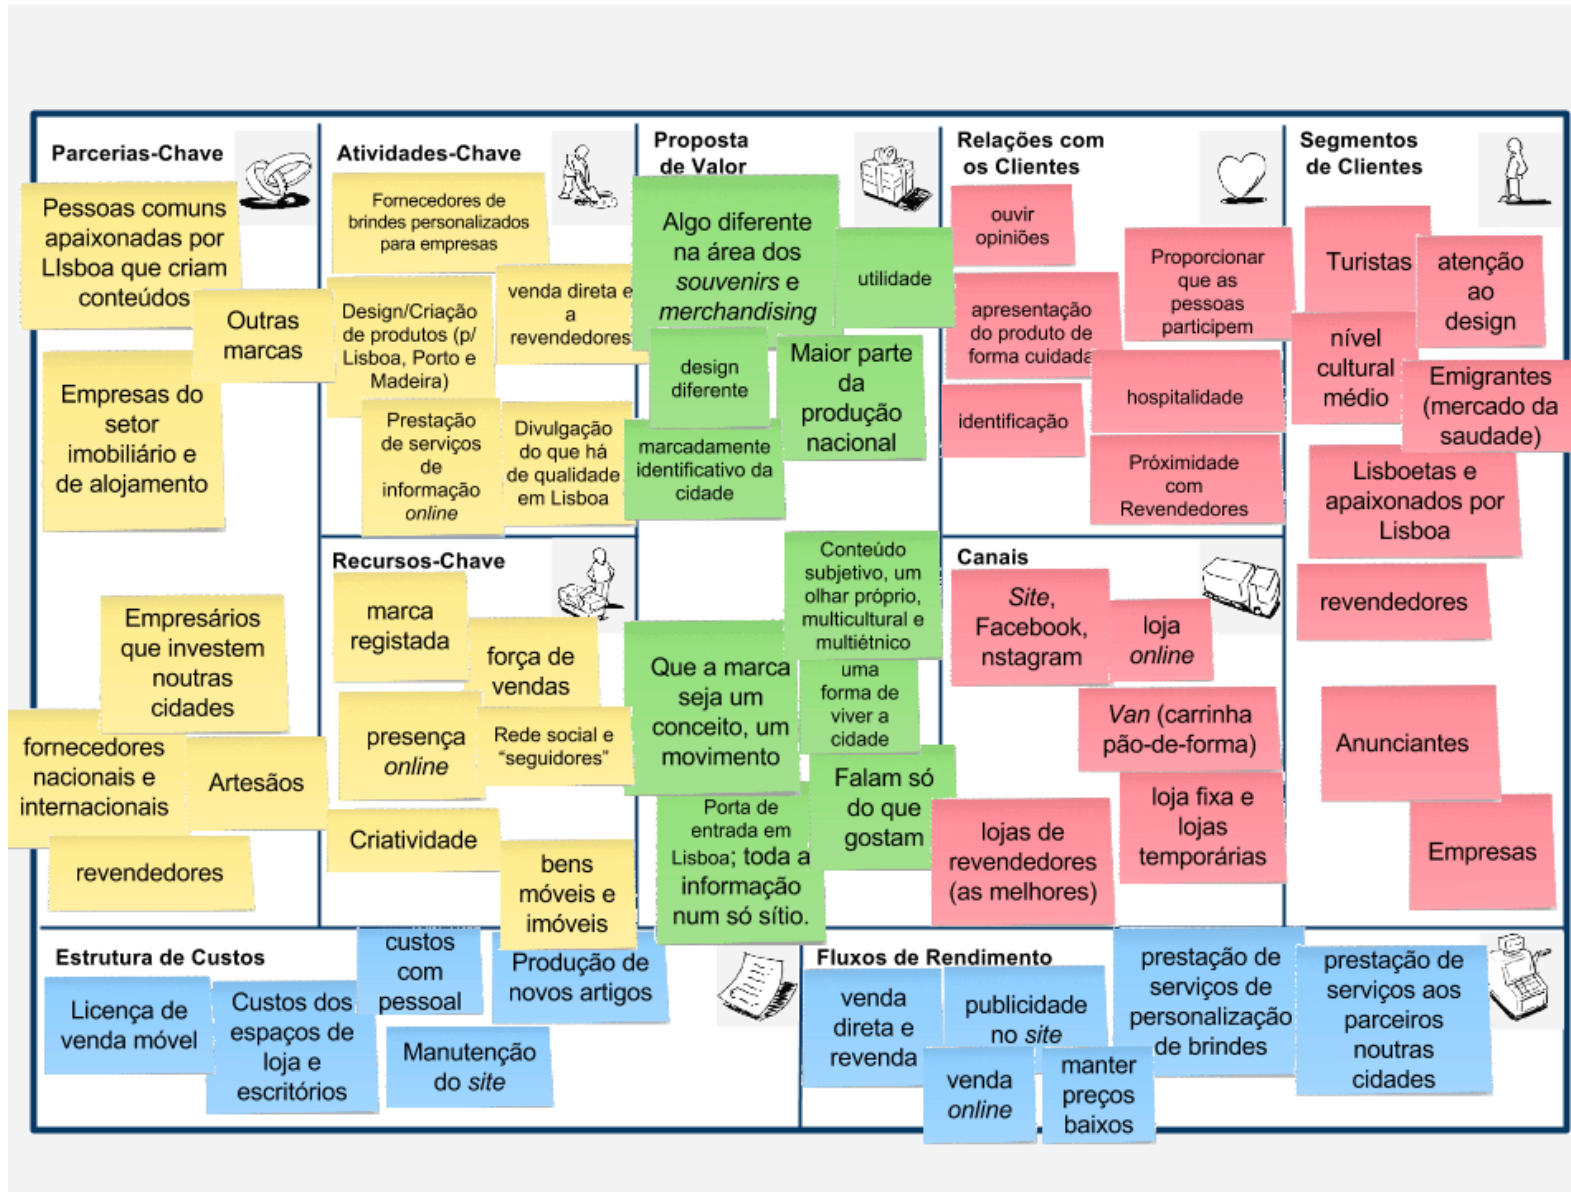 Parcerias-Chave
Pessoas comuns
apaixonadas por
LIsboa que criam
conteúdos
Outras
marcas
Empresas do
setor
imobiliário e
de alojamento
Empresários
que investem
noutras
cidades
fornecedores
nacionais e
internacionais
Artesãos
revendedores
Atividades-Chave
Fornecedores de
brindes personalizados
para empresas
venda direta e
a
revendedores
Design/Criação
de produtos (p/
Lisboa, Porto e
Madeira)
Prestação
de serviços
de
informação
online
Divulgação
do que há
de qualidade
em Lisboa
Recursos-Chave
marca
registada
força de
vendas
presença
online
Rede social e
“seguidores”
Criatividade
bens
móveis e
imóveis
Proposta
de Valor
Algo diferente
na área dos
souvenirs e
merchandising
utilidade
design
diferente
Maior parte
da
produção
nacional
marcadamente
identificativo da
cidade
Conteúdo
subjetivo, um
olhar próprio,
multicultural e
multiétnico
Que a marca
seja um
conceito, um
movimento
uma
forma de
viver a
cidade
Falam só
do que
gostam
Porta de
entrada em
Lisboa; toda a
informação
num só sítio.
Relações com
os Clientes
ouvir
opiniões
Proporcionar
que as
pessoas
participem
apresentação
do produto de
forma cuidada
hospitalidade
identificação
Próximidade
com
Revendedores
Canais
Site,
Facebook,
nstagram
loja
online
Van (carrinha
pão-de-forma)
loja fixa e
lojas
temporárias
lojas de
revendedores
(as melhores)
Segmentos
de Clientes
Turistas
atenção
ao
design
nível
cultural
médio
Emigrantes
(mercado da
saudade)
Lisboetas e
apaixonados por
Lisboa
revendedores
Anunciantes
Empresas
Estrutura de Custos
Licença de
venda móvel
Custos dos
espaços de
loja e
escritórios
custos
com
pessoal
Produção de
novos artigos
Manutenção
do site
Fluxos de Rendimento
venda
direta e
revenda
publicidade
no site
venda
online
manter
preços
baixos
prestação de
serviços de
personalização
de brindes
prestação de
serviços aos
parceiros
noutras
cidades